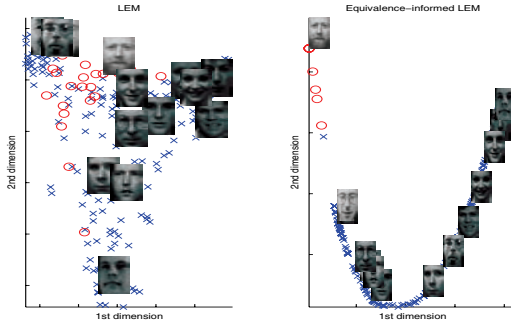 LEM
Equivalence−informed LEM
2nd dimension
2nd dimension
1st dimension
1st dimension